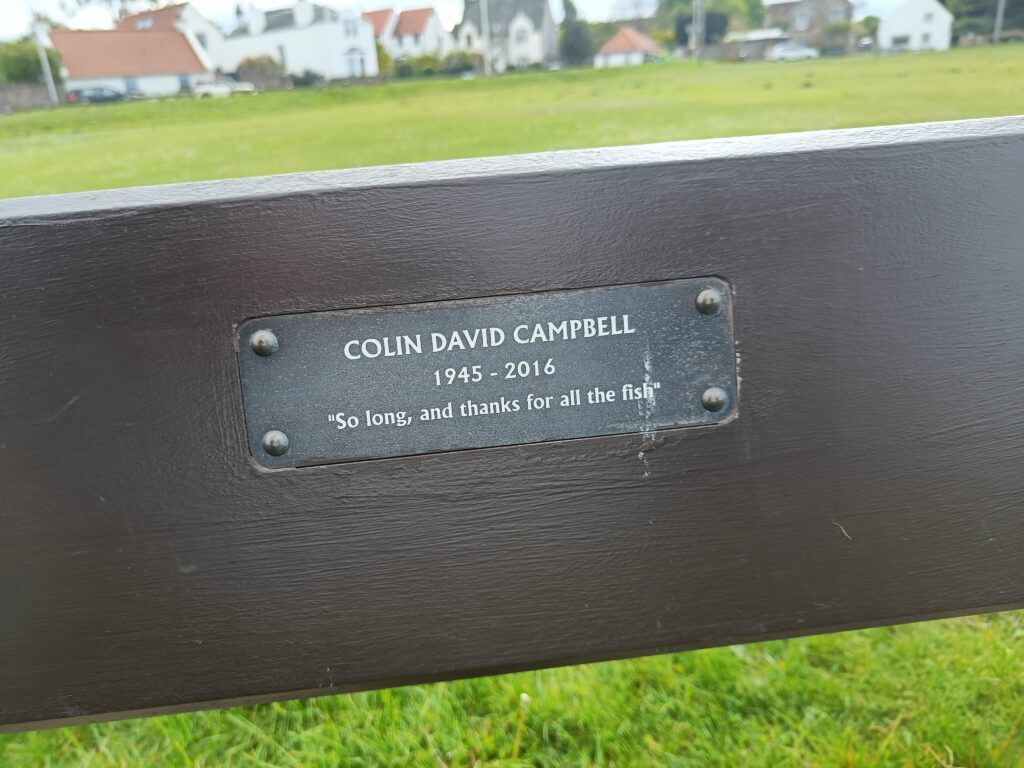 COLIN DAVID CAMPBELL
1945 - 2016
"So long, and thanks for all the fish"